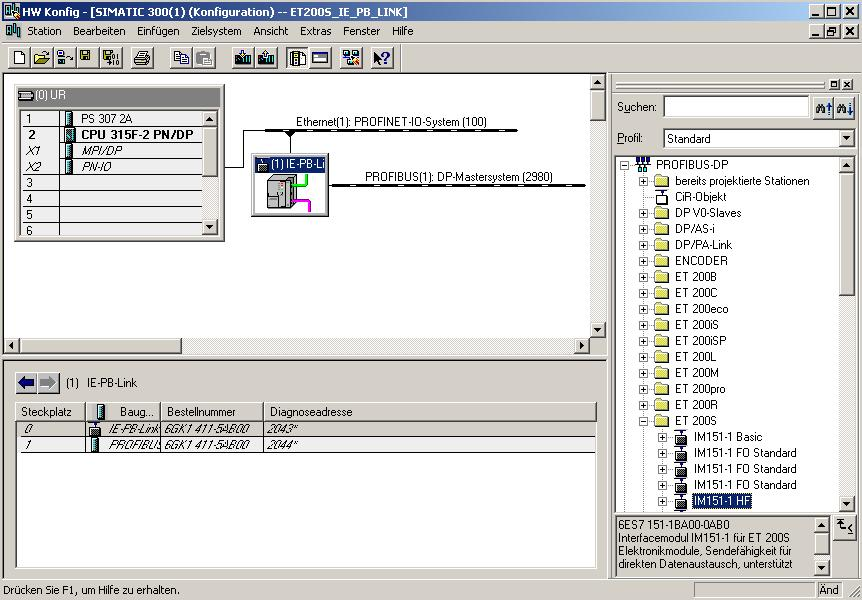 HW Konfig - [SIMATIC 300(1) (Konfiguration) -- ET200S_IE_PB_LINK]
Station Bearbeiten Einfügen Zielsystem Ansicht Extras Fenster Hilfe
(0) UR
1 PS 307 2A
2 CPU 315F-2 PN/DP
X1 MPI/DP
X2 PN-IO
3
4
5
6
Ethernet(1): PROFINET-IO-System (100)
(1) IE-PB-Li
PROFIBUS(1): DP-Mastersystem (2980)
(1) IE-PB-Link
Steckplatz Baug... Bestellnummer Diagnoseadresse
0 IE-PB-Link 6GK1 411-5AB00 2043*
1 PROFIBUS 6GK1 411-5AB00 2044*
Suchen:
Profil: Standard
PROFIBUS-DP
bereits projektierte Stationen
CiR-Objekt
DP V0-Slaves
DP/AS-i
DP/PA-Link
ENCODER
ET 200B
ET 200C
ET 200eco
ET 200iS
ET 200iSP
ET 200L
ET 200M
ET 200pro
ET 200R
ET 200S
IM151-1 Basic
IM151-1 FO Standard
IM151-1 FO Standard
IM151-1 FO Standard
IM151-1 HF
6ES7 151-1BA00-0AB0
Interfacemodul IM151-1 für ET 200S
Elektronikmodule, Sendefähigkeit für
direkten Datenaustausch, unterstützt
Drücken Sie F1, um Hilfe zu erhalten.
Änd